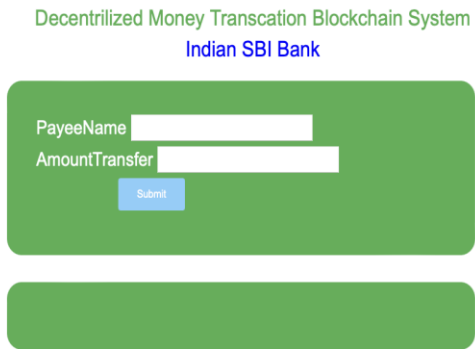 Decentrilized Money Transcation Blockchain System
Indian SBI Bank
PayeeName
AmountTransfer
Submit